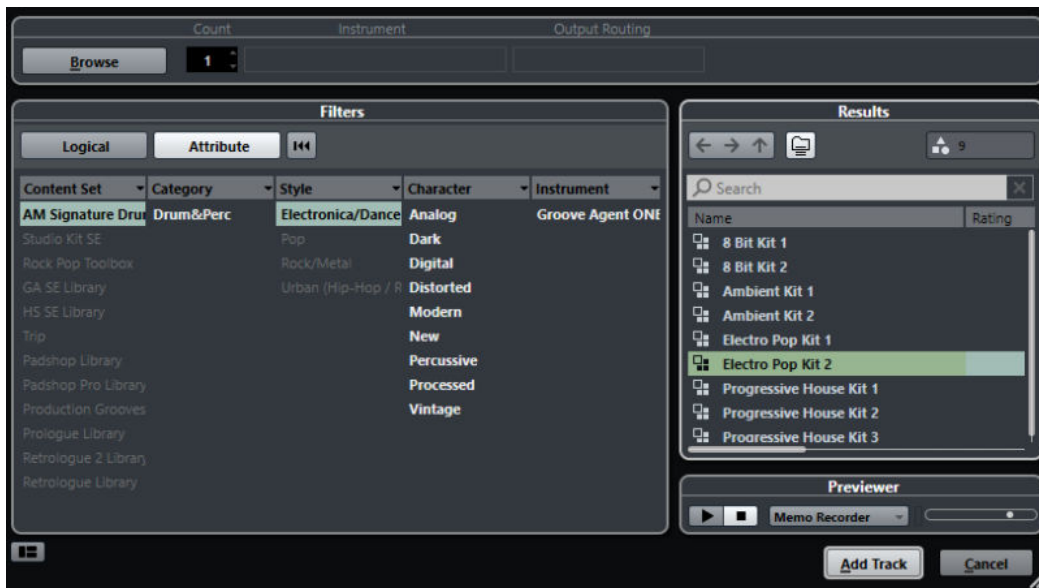 Count Instrument Output Routing
Browse 1
Filters
Logical Attribute
Content Set Category Style Character Instrument
AM Signature Dru Drum&Perc Electronica/Dance Analog Groove Agent ONE
Studio Kit SE Pop Dark
Rock Pop Toolbox Rock/Metal Digital
GA SE Library Urban (Hip-Hop / R Distorted
HS SE Library Modern
Trip New
Padshop Library Percussive
Padshop Pro Library Processed
Production Grooves Vintage
Prologue Library
Retrologue 2 Library
Retrologue Library
Results
9
Search
Name Rating
8 Bit Kit 1
8 Bit Kit 2
Ambient Kit 1
Ambient Kit 2
Electro Pop Kit 1
Electro Pop Kit 2
Progressive House Kit 1
Progressive House Kit 2
Progressive House Kit 3
Previewer
Memo Recorder
Add Track Cancel